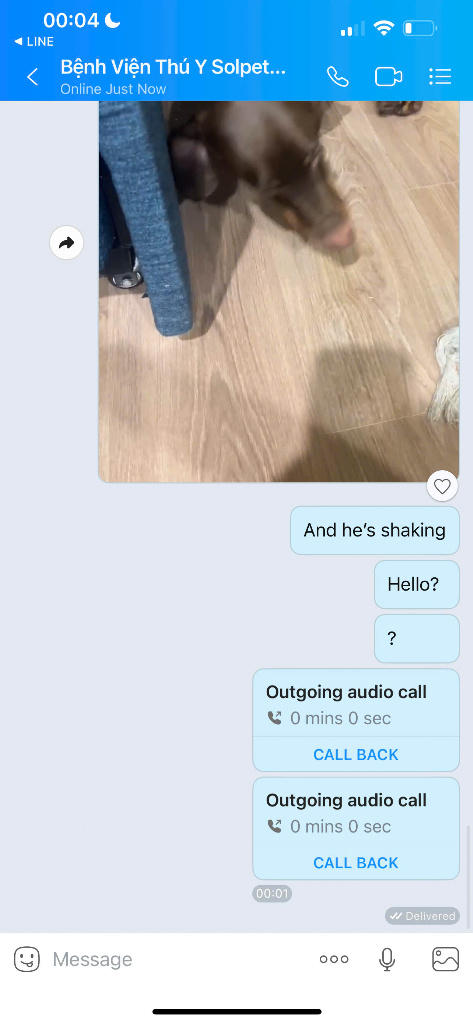 00:04
◀ LINE
Bệnh Viện Thú Y Solpet...
Online Just Now
And he's shaking
Hello?
?
Outgoing audio call
0 mins 0 sec
CALL BACK
Outgoing audio call
0 mins 0 sec
CALL BACK
00:01
Delivered
Message